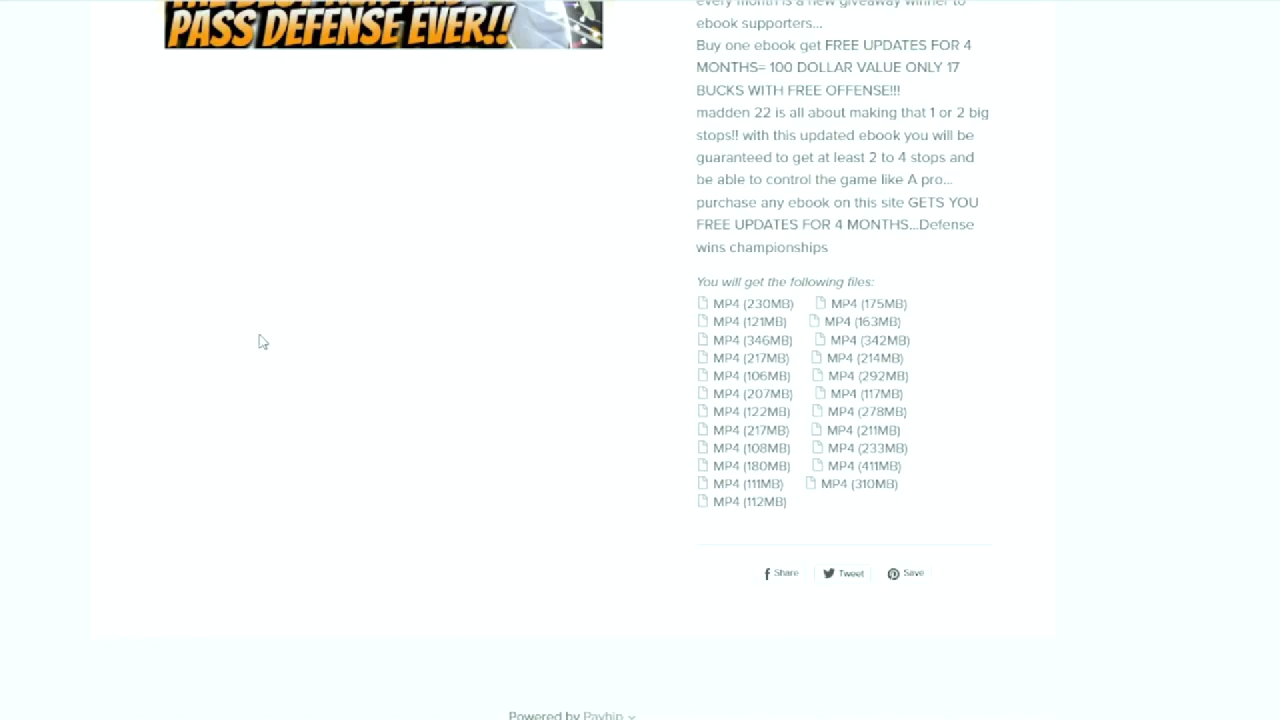 PASS DEFENSE EVER!!
every month is a new giveaway winner to
ebook supporters...
Buy one ebook get FREE UPDATES FOR 4
MONTHS= 100 DOLLAR VALUE ONLY 17
BUCKS WITH FREE OFFENSE!!!
madden 22 is all about making that 1 or 2 big
stops!! with this updated ebook you will be
guaranteed to get at least 2 to 4 stops and
be able to control the game like A pro...
purchase any ebook on this site GETS YOU
FREE UPDATES FOR 4 MONTHS...Defense
wins championships
You will get the following files:
MP4 (230MB) MP4 (175MB)
MP4 (121MB) MP4 (163MB)
MP4 (346MB) MP4 (342MB)
MP4 (217MB) MP4 (214MB)
MP4 (106MB) MP4 (292MB)
MP4 (207MB) MP4 (117MB)
MP4 (122MB) MP4 (278MB)
MP4 (217MB) MP4 (211MB)
MP4 (108MB) MP4 (233MB)
MP4 (180MB) MP4 (411MB)
MP4 (111MB) MP4 (310MB)
MP4 (112MB)
Share Tweet Save
Powered by Payhip